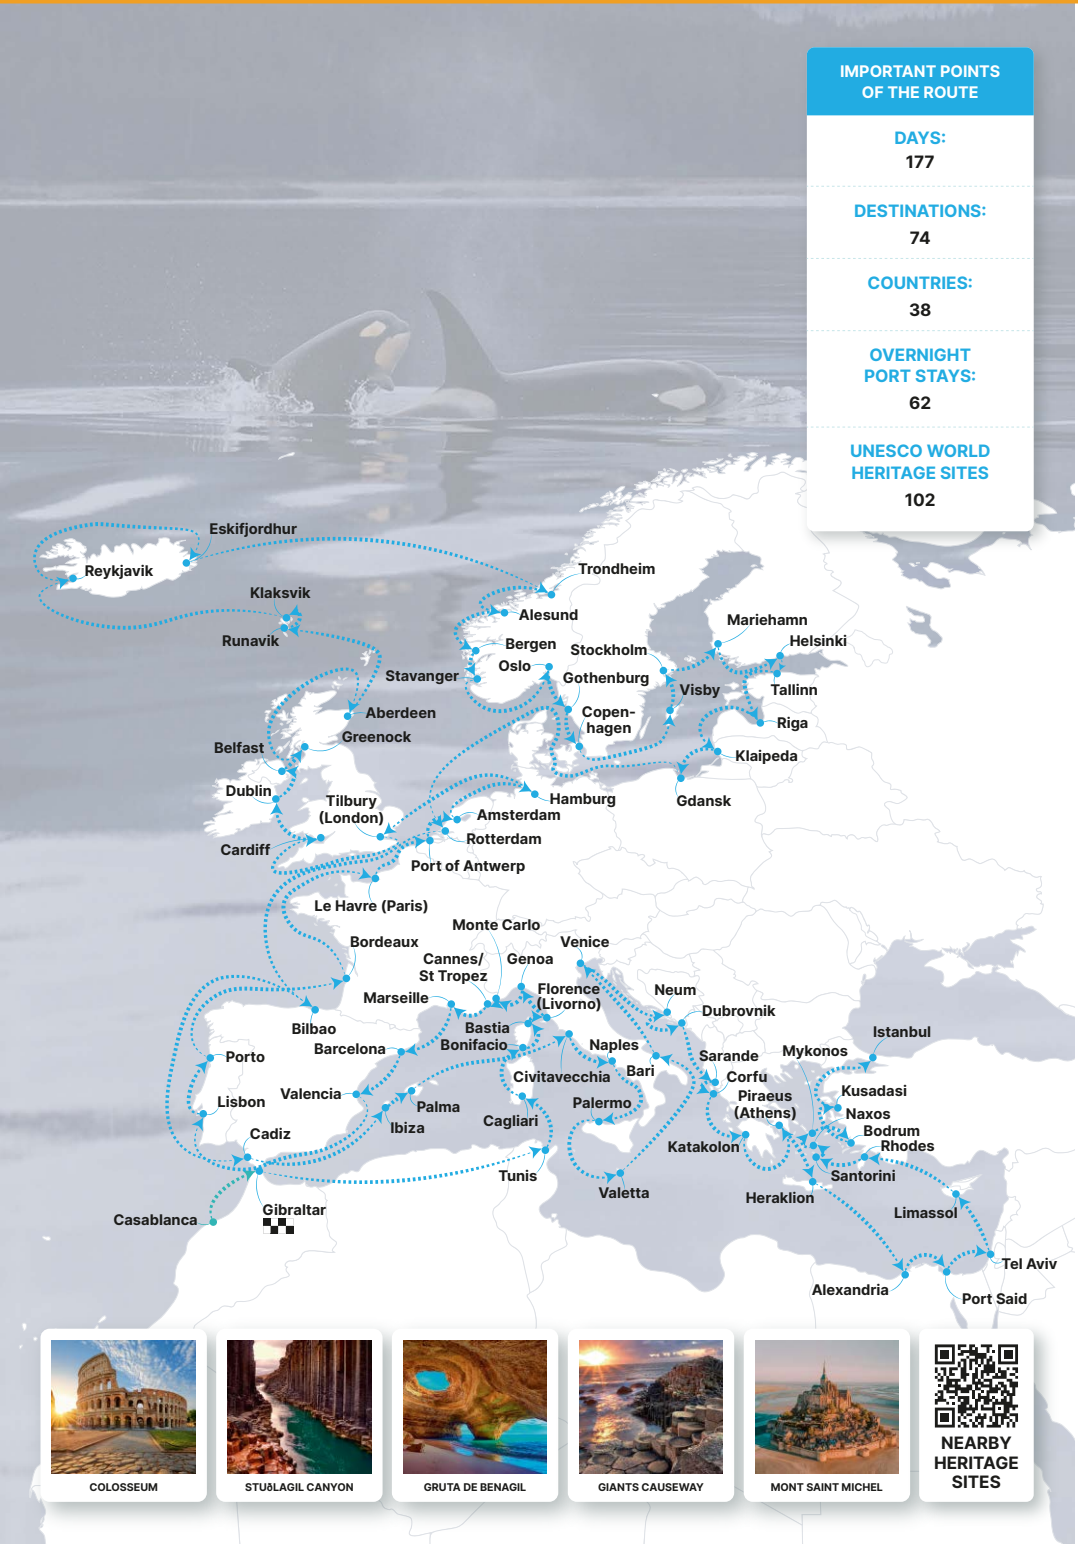 IMPORTANT POINTS
OF THE ROUTE
DAYS:
177
DESTINATIONS:
74
COUNTRIES:
38
OVERNIGHT
PORT STAYS:
62
UNESCO WORLD
HERITAGE SITES
102
Eskifjordhur
Reykjavik
Klaksvik
Runavik
Trondheim
Alesund
Bergen
Stavanger
Oslo
Stockholm
Gothenburg
Mariehamn
Helsinki
Visby
Tallinn
Copen-
hagen
Riga
Klaipeda
Gdansk
Aberdeen
Greenock
Belfast
Dublin
Tilbury
(London)
Cardiff
Hamburg
Amsterdam
Rotterdam
Port of Antwerp
Le Havre (Paris)
Monte Carlo
Bordeaux
Cannes/
St Tropez
Genoa
Venice
Marseille
Florence
(Livorno)
Neum
Dubrovnik
Bilbao
Bastia
Barcelona
Bonifacio
Naples
Istanbul
Porto
Sarande
Mykonos
Civitavecchia
Bari
Corfu
Valencia
Kusadasi
Lisbon
Palma
Palermo
Piraeus
(Athens)
Naxos
Cadiz
Ibiza
Cagliari
Bodrum
Katakolon
Rhodes
Tunis
Santorini
Valetta
Heraklion
Casablanca
Gibraltar
Limassol
Tel Aviv
Alexandria
Port Said
COLOSSEUM
STUðLAGIL CANYON
GRUTA DE BENAGIL
GIANTS CAUSEWAY
MONT SAINT MICHEL
NEARBY
HERITAGE
SITES